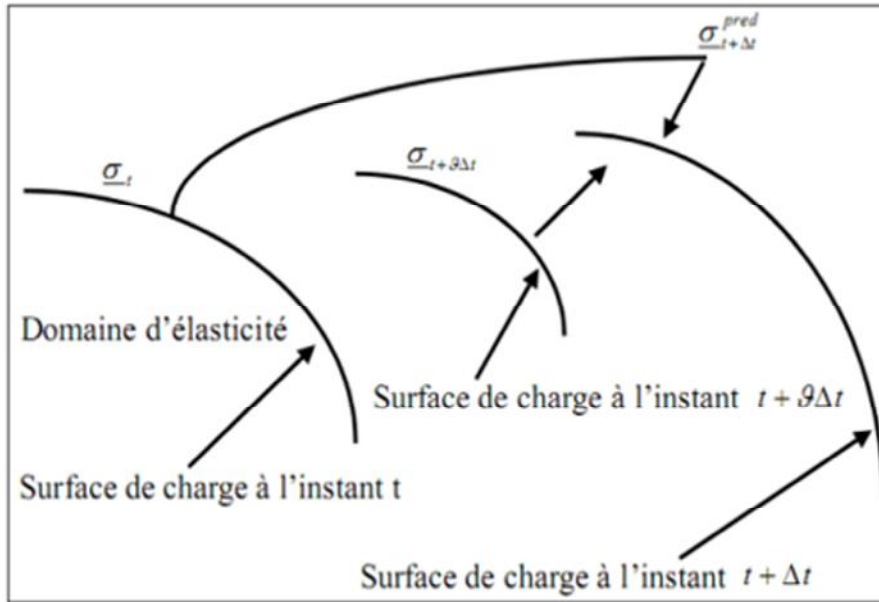 σ^{pred}_{t+Δt}
σ_t
σ_{t+ϑΔt}
Domaine d’élasticité
Surface de charge à l’instant t + ϑΔt
Surface de charge à l’instant t
Surface de charge à l’instant t + Δt